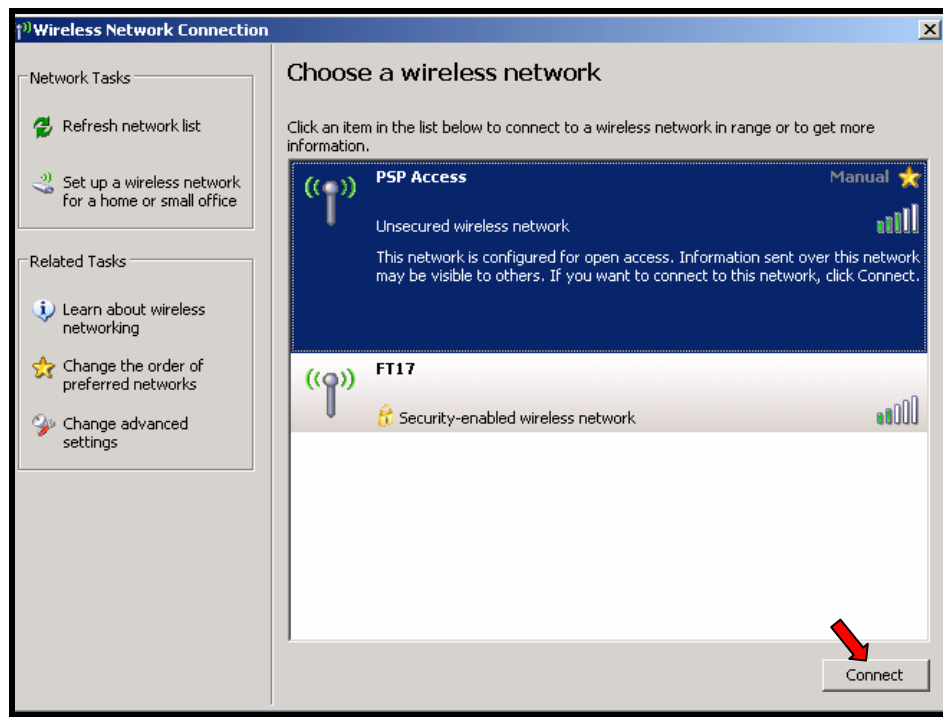 Wireless Network Connection
Network Tasks
Refresh network list
Set up a wireless network
for a home or small office
Related Tasks
Learn about wireless
networking
Change the order of
preferred networks
Change advanced
settings
Choose a wireless network
Click an item in the list below to connect to a wireless network in range or to get more
information.
PSP Access Manual
Unsecured wireless network
This network is configured for open access. Information sent over this network
may be visible to others. If you want to connect to this network, click Connect.
FT17
Security-enabled wireless network
Connect